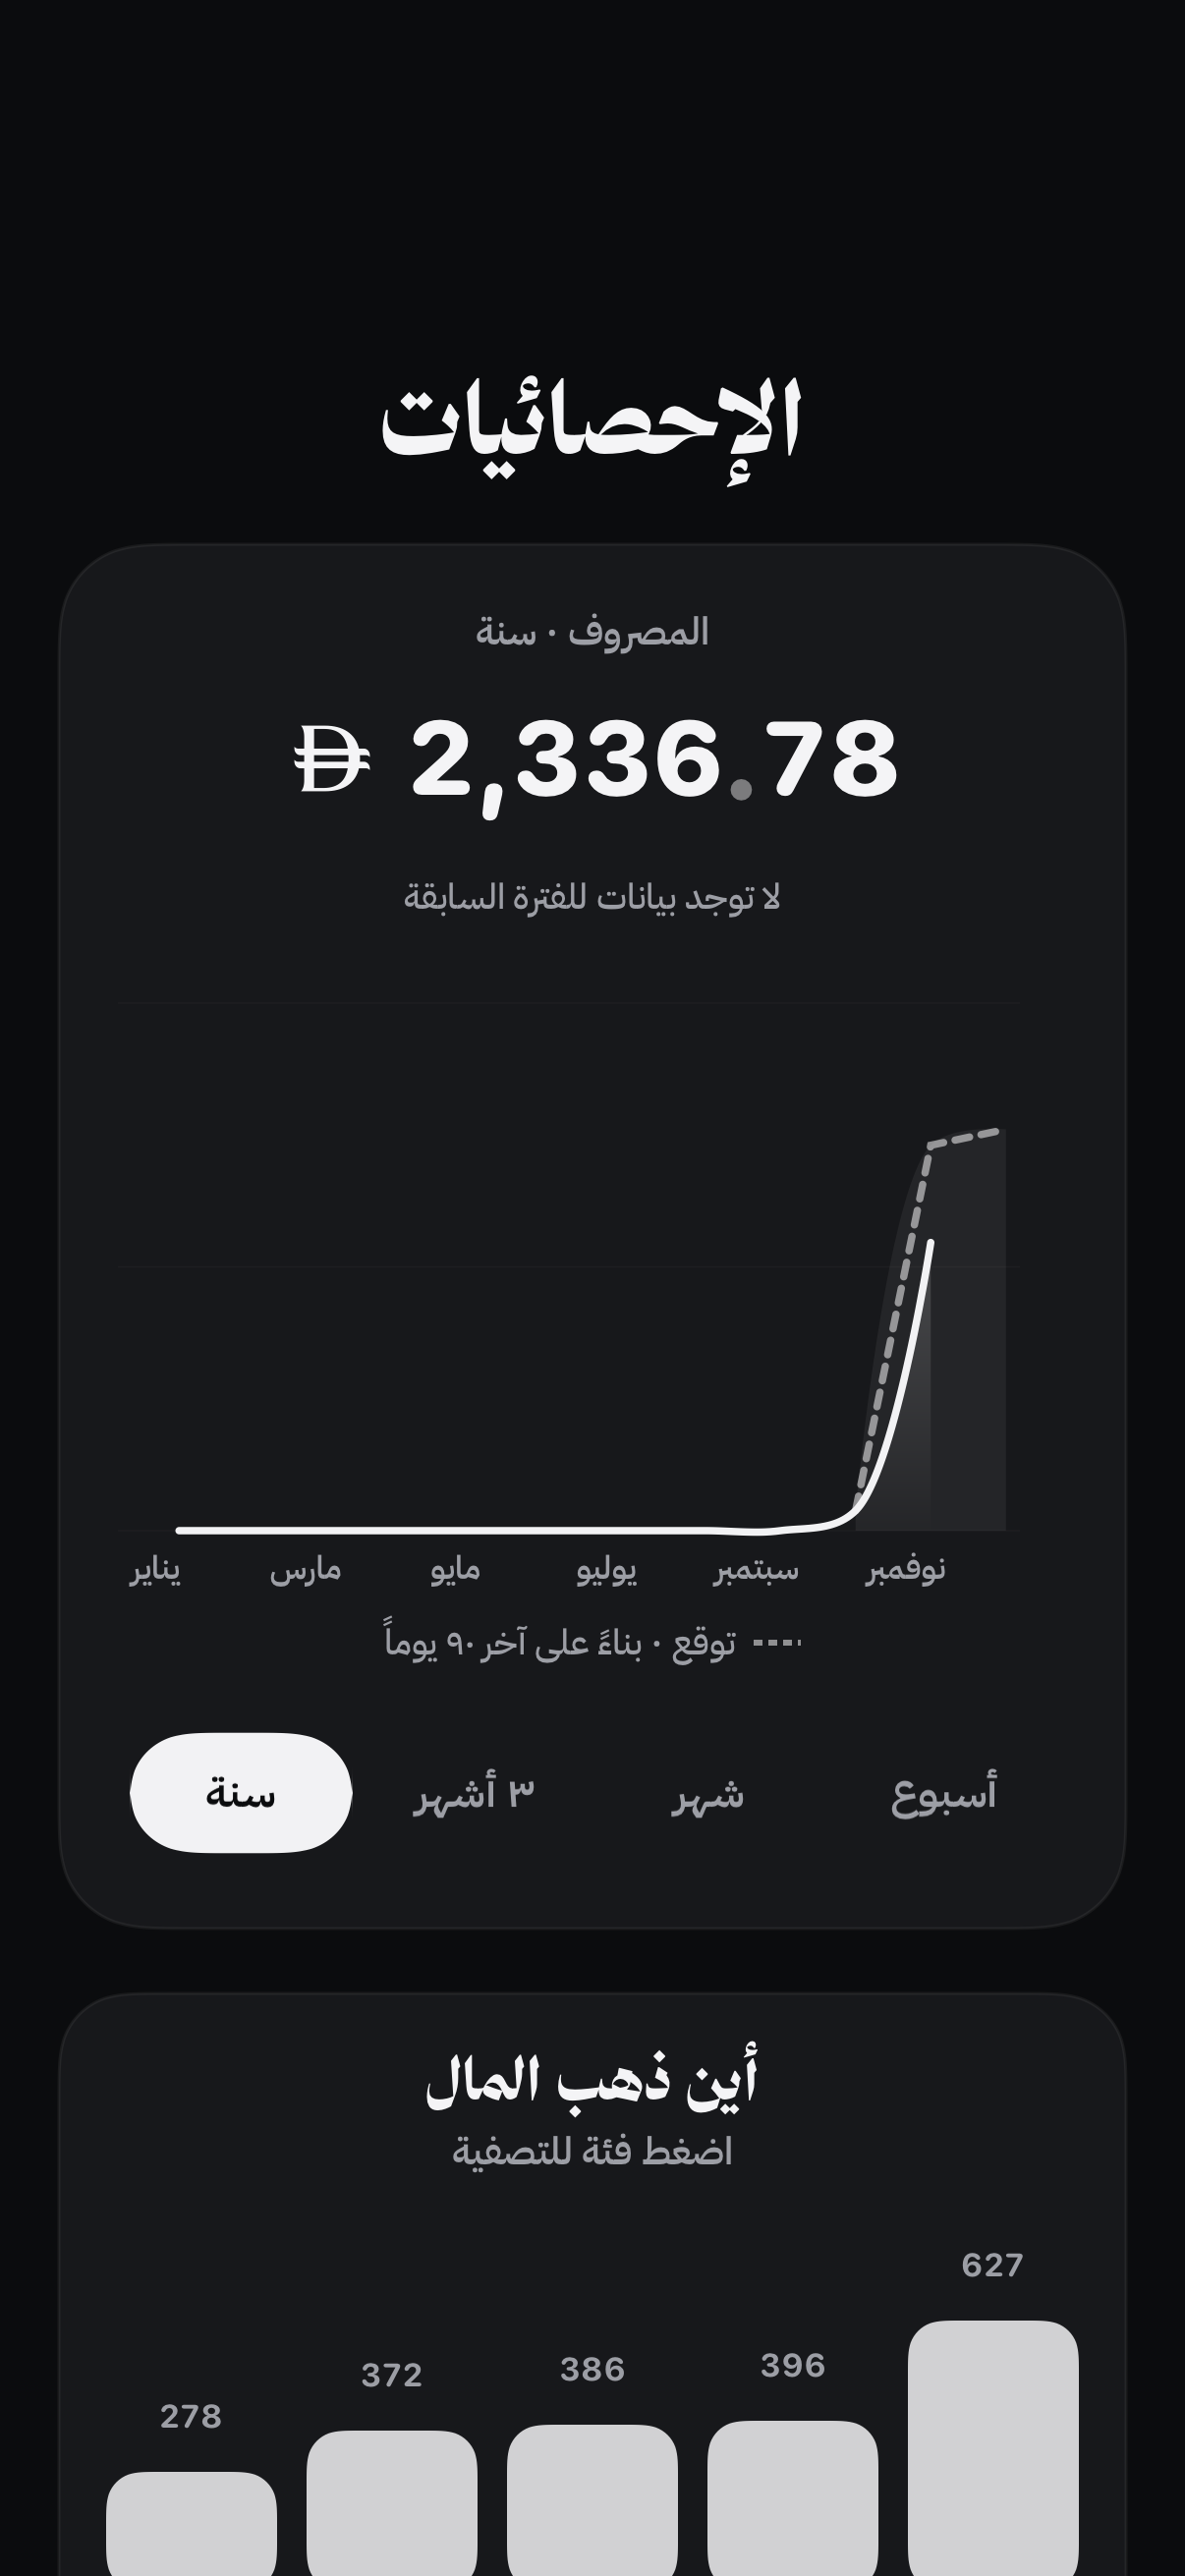 الإحصائيات
المصروف · سنة
2,336.78
لا توجد بيانات للفترة السابقة
يناير مارس مايو يوليو سبتمبر نوفمبر
توقع · بناءً على آخر ٩٠ يوماً
أسبوع شهر ٣ أشهر سنة
أين ذهب المال
اضغط فئة للتصفية
627
396
386
372
278